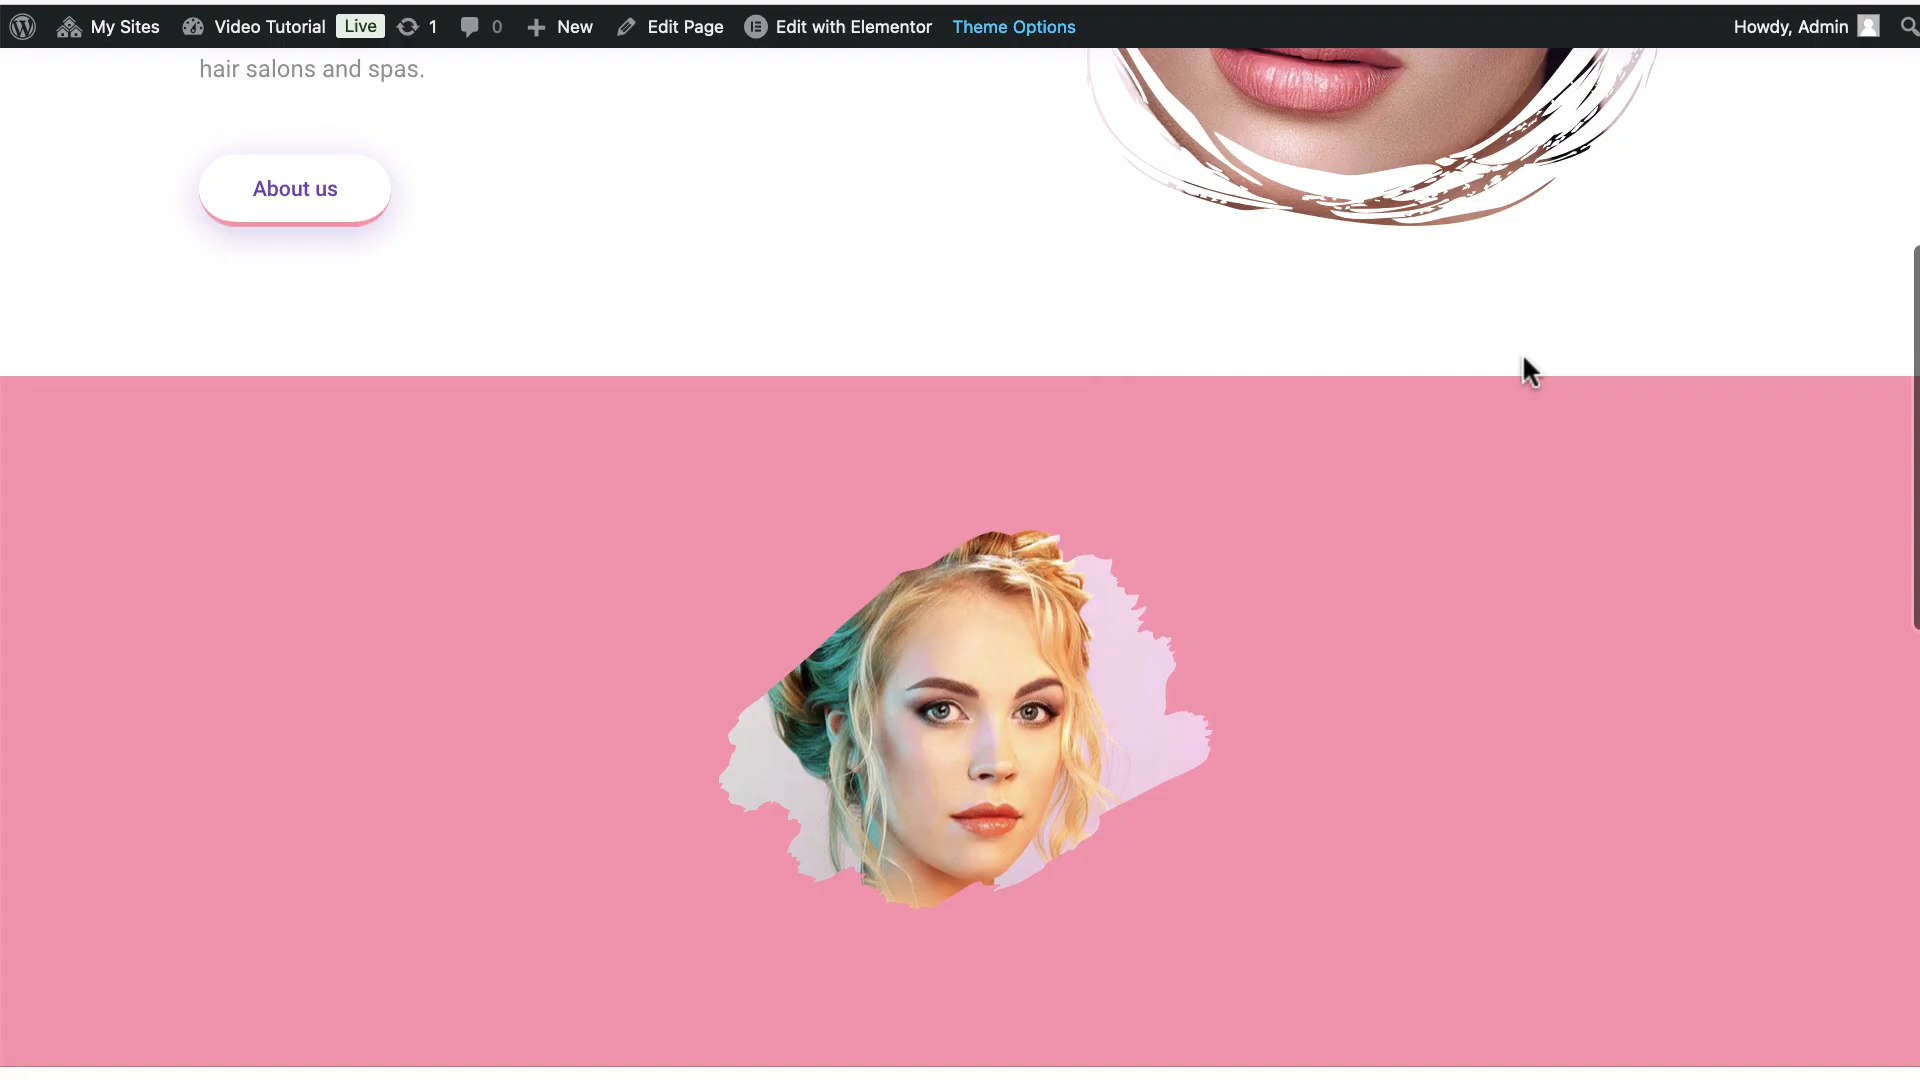 My Sites Video Tutorial Live 1 0 New Edit Page Edit with Elementor Theme Options Howdy, Admin
hair salons and spas.
About us